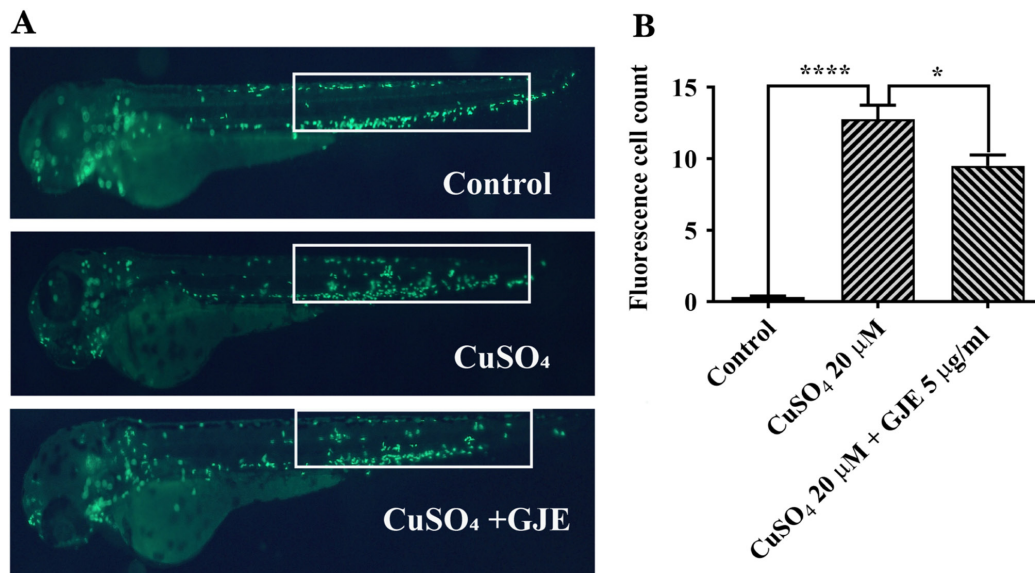 A
Control
CuSO₄
CuSO₄ +GJE
B
**** *
Fluorescence cell count
15
10
5
0
Control
CuSO₄ 20 μM
CuSO₄ 20 μM + GJE 5 μg/ml